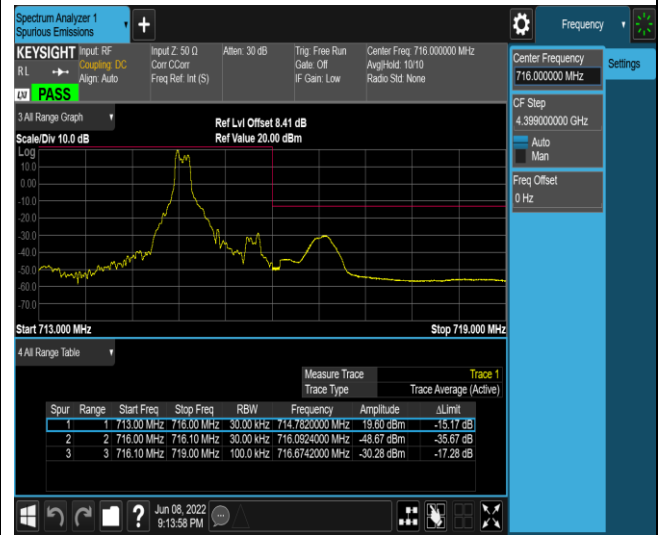 Spectrum Analyzer 1
Spurious Emissions
+
Frequency
KEYSIGHT
R L
LXI PASS
Input: RF
Coupling: DC
Align: Auto
Input Z: 50 Ω
Corr CCorr
Freq Ref: Int (S)
Atten: 30 dB
Trig: Free Run
Gate: Off
IF Gain: Low
Center Freq: 716.000000 MHz
Avg|Hold: 10/10
Radio Std: None
Center Frequency
716.000000 MHz
Settings
CF Step
4.399000000 GHz
Auto
Man
Freq Offset
0 Hz
3 All Range Graph
Scale/Div 10.0 dB
Ref Lvl Offset 8.41 dB
Ref Value 20.00 dBm
Log
10.0
0.00
-10.0
-20.0
-30.0
-40.0
-50.0
-60.0
-70.0
Start 713.000 MHz Stop 719.000 MHz
4 All Range Table
Measure Trace Trace 1
Trace Type Trace Average (Active)
Spur Range Start Freq Stop Freq RBW Frequency Amplitude ΔLimit
1 1 713.00 MHz 716.00 MHz 30.00 kHz 714.7820000 MHz 19.60 dBm -15.17 dB
2 2 716.00 MHz 716.10 MHz 30.00 kHz 716.0924000 MHz -48.67 dBm -35.67 dB
3 3 716.10 MHz 719.00 MHz 100.0 kHz 716.6742000 MHz -30.28 dBm -17.28 dB
?
Jun 08, 2022
9:13:58 PM